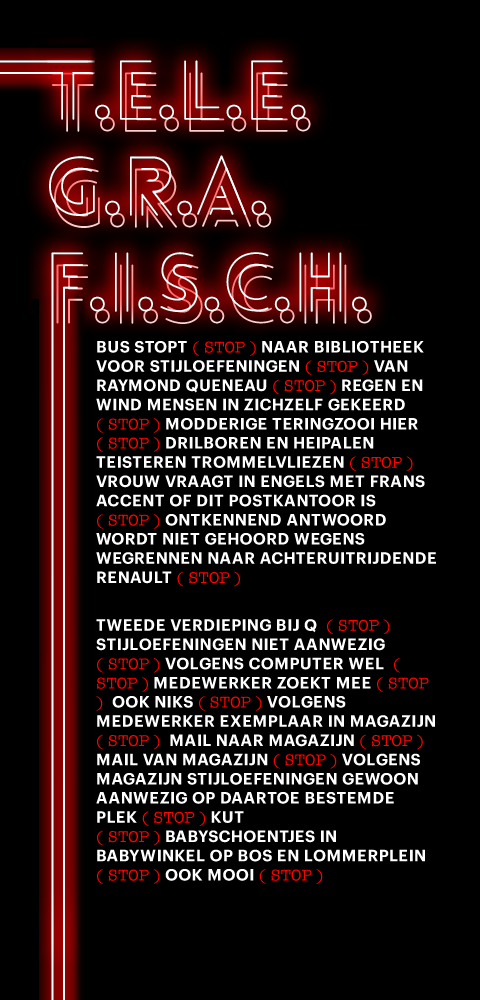 T.E.L.E.
G.R.A.
F.I.S.C.H.
BUS STOPT ( STOP ) NAAR BIBLIOTHEEK
VOOR STIJLOEFENINGEN ( STOP ) VAN
RAYMOND QUENEAU ( STOP ) REGEN EN
WIND MENSEN IN ZICHZELF GEKEERD
( STOP ) MODDERIGE TERINGZOOI HIER
( STOP ) DRILBOREN EN HEIPALEN
TEISTEREN TROMMELVLIEZEN ( STOP )
VROUW VRAAGT IN ENGELS MET FRANS
ACCENT OF DIT POSTKANTOOR IS
( STOP ) ONTKENNEND ANTWOORD
WORDT NIET GEHOORD WEGENS
WEGRENNEN NAAR ACHTERUITRIJDENDE
RENAULT ( STOP )
TWEEDE VERDIEPING BIJ Q ( STOP )
STIJLOEFENINGEN NIET AANWEZIG
( STOP ) VOLGENS COMPUTER WEL (
STOP ) MEDEWERKER ZOEKT MEE ( STOP
) OOK NIKS ( STOP ) VOLGENS
MEDEWERKER EXEMPLAAR IN MAGAZIJN
( STOP ) MAIL NAAR MAGAZIJN ( STOP )
MAIL VAN MAGAZIJN ( STOP ) VOLGENS
MAGAZIJN STIJLOEFENINGEN GEWOON
AANWEZIG OP DAARTOE BESTEMDE
PLEK ( STOP ) KUT
( STOP ) BABYSCHOENTJES IN
BABYWINKEL OP BOS EN LOMMERPLEIN
( STOP ) OOK MOOI ( STOP )